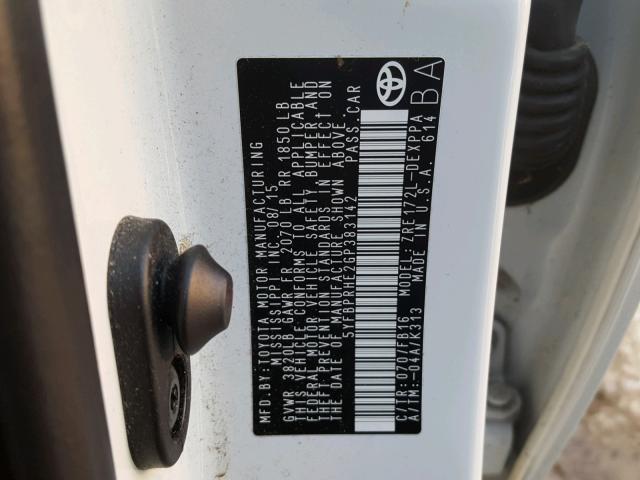 MFD. BY: TOYOTA MOTOR MANUFACTURING
MISSISSIPPI INC. 08/15
GVWR 3820LB GAWR FR 2070 LB RR 1850 LB
THIS VEHICLE CONFORMS TO ALL APPLICABLE
FEDERAL MOTOR VEHICLE SAFETY, BUMPER AND
THEFT-PREVENTION STANDARDS IN EFFECT ON
THE DATE OF MANUFACTURE SHOWN ABOVE.
5YFBPRHE2GP383142 PASS. CAR
C/TR:070/FB16 MODEL: ZRE172L-DEXPPA
A/TM:-04A/K313 MADE IN U.S.A. 614
BA